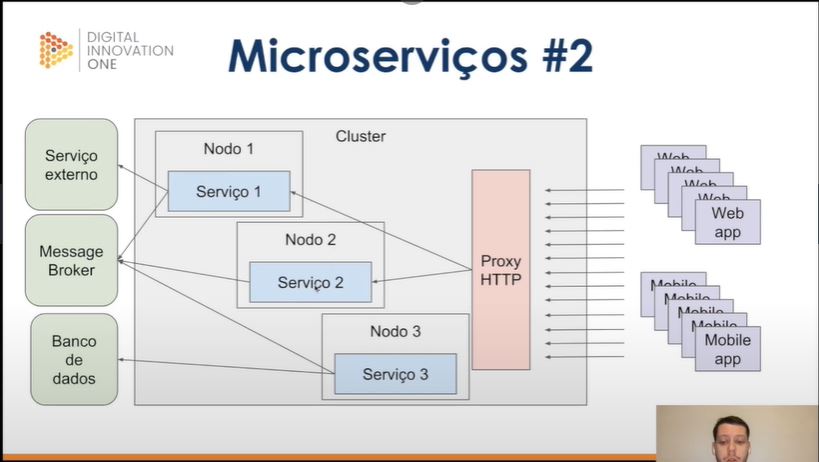 DIGITAL
INNOVATION
ONE
Microserviços #2
Serviço
externo
Message
Broker
Banco
de
dados
Cluster
Nodo 1
Serviço 1
Nodo 2
Serviço 2
Nodo 3
Serviço 3
Proxy
HTTP
Web
Web
Web
Web
Web
app
Mobile
Mobile
Mobile
Mobile
Mobile
app